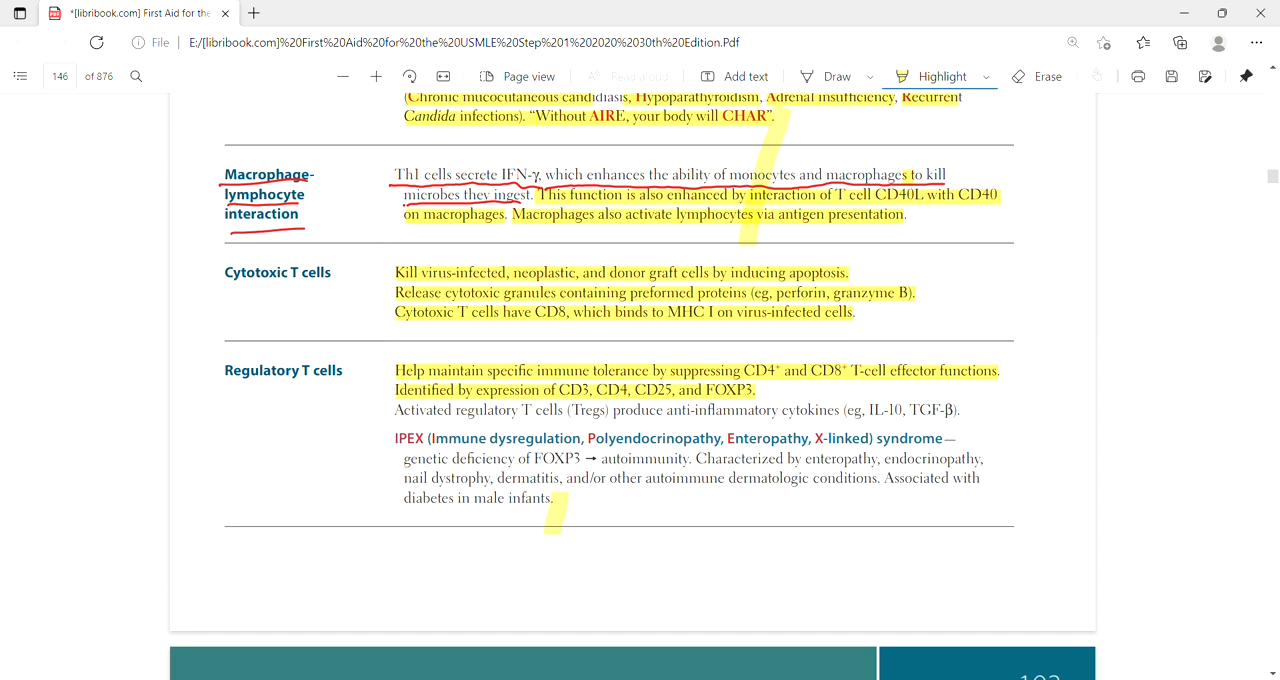 *[libribook.com] First Aid for the
File
E:/[libribook.com]%20First%20Aid%20for%20the%20USMLE%20Step%201%202020%2030th%20Edition.Pdf
146 of 876
Page view
Read aloud
Add text
Draw
Highlight
Erase
(Chronic mucocutaneous candidiasis, Hypoparathyroidism, Adrenal insufficiency, Recurrent
Candida infections). “Without AIRE, your body will CHAR”.
Macrophage-
lymphocyte
interaction
Th1 cells secrete IFN-γ, which enhances the ability of monocytes and macrophages to kill
microbes they ingest. This function is also enhanced by interaction of T cell CD40L with CD40
on macrophages. Macrophages also activate lymphocytes via antigen presentation.
Cytotoxic T cells
Kill virus-infected, neoplastic, and donor graft cells by inducing apoptosis.
Release cytotoxic granules containing preformed proteins (eg, perforin, granzyme B).
Cytotoxic T cells have CD8, which binds to MHC I on virus-infected cells.
Regulatory T cells
Help maintain specific immune tolerance by suppressing CD4⁺ and CD8⁺ T-cell effector functions.
Identified by expression of CD3, CD4, CD25, and FOXP3.
Activated regulatory T cells (Tregs) produce anti-inflammatory cytokines (eg, IL-10, TGF-β).
IPEX (Immune dysregulation, Polyendocrinopathy, Enteropathy, X-linked) syndrome—
genetic deficiency of FOXP3 → autoimmunity. Characterized by enteropathy, endocrinopathy,
nail dystrophy, dermatitis, and/or other autoimmune dermatologic conditions. Associated with
diabetes in male infants.